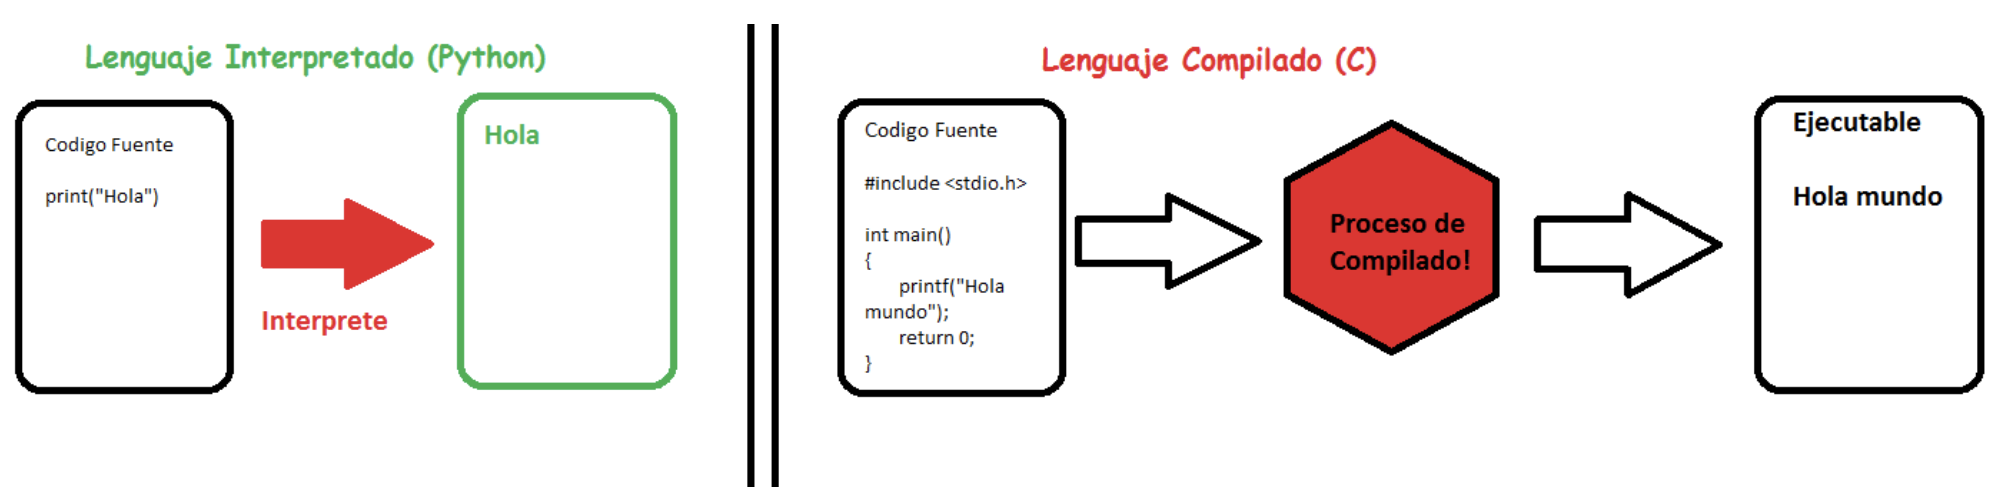 Lenguaje Interpretado (Python)
Codigo Fuente
print("Hola")
Interprete
Hola
Lenguaje Compilado (C)
Codigo Fuente
#include <stdio.h>
int main()
{
printf("Hola
mundo");
return 0;
}
Proceso de
Compilado!
Ejecutable
Hola mundo